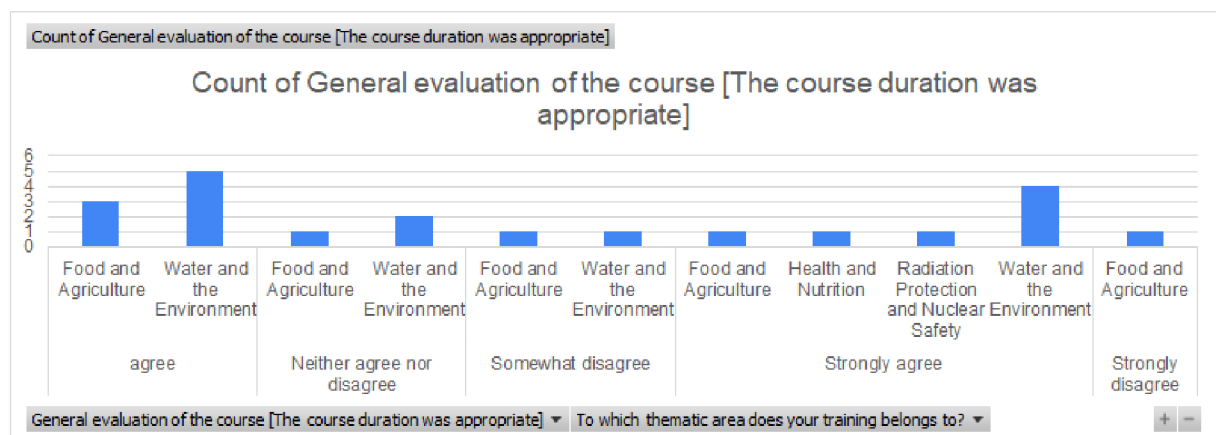 Count of General evaluation of the course [The course duration was appropriate]
Count of General evaluation of the course [The course duration was
appropriate]
6
5
4
3
2
1
0
Food and Agriculture
Water and the Environment
Food and Agriculture
Water and the Environment
Food and Agriculture
Water and the Environment
Food and Agriculture
Health and Nutrition
Radiation Protection and Nuclear Safety
Water and the Environment
Food and Agriculture
agree
Neither agree nor disagree
Somewhat disagree
Strongly agree
Strongly disagree
General evaluation of the course [The course duration was appropriate]
To which thematic area does your training belongs to?
+ −